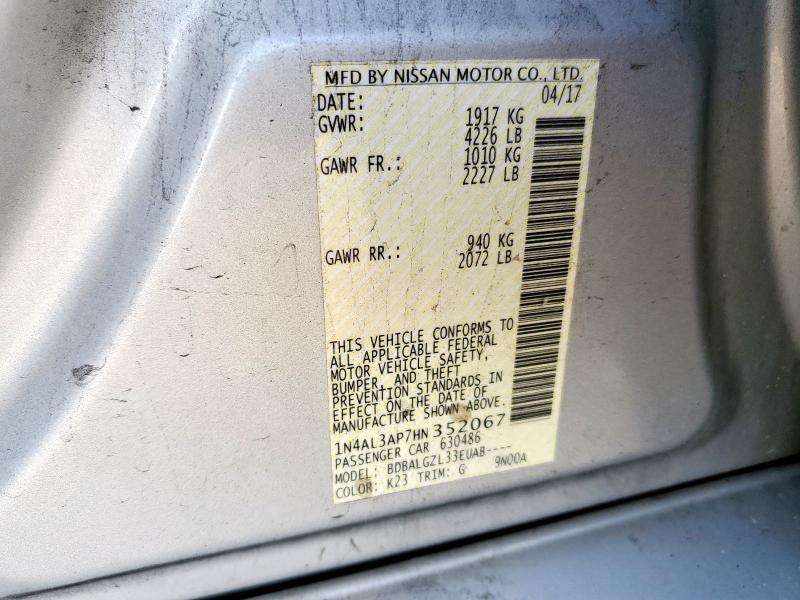 MFD BY NISSAN MOTOR CO., LTD.
DATE: 04/17
GVWR: 1917 KG
4226 LB
GAWR FR.: 1010 KG
2227 LB
GAWR RR.: 940 KG
2072 LB
THIS VEHICLE CONFORMS TO
ALL APPLICABLE FEDERAL
MOTOR VEHICLE SAFETY,
BUMPER, AND THEFT
PREVENTION STANDARDS IN
EFFECT ON THE DATE OF
MANUFACTURE SHOWN ABOVE.
1N4AL3AP7HN352067
PASSENGER CAR 630486
MODEL: BDBALGZL33EUAB----
COLOR: K23 TRIM: G 9N00A